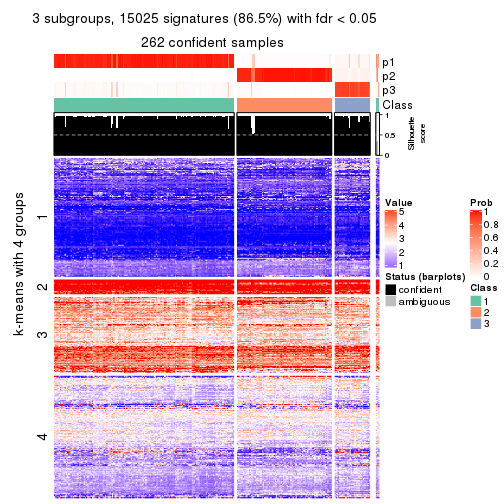 3 subgroups, 15025 signatures (86.5%) with fdr < 0.05
262 confident samples
p1
p2
p3
Class
1
0.5
0
Silhouette
score
k-means with 4 groups
1
2
3
4
Value
5
4
3
2
1
Status (barplots)
confident
ambiguous
Prob
1
0.8
0.6
0.4
0.2
0
Class
1
2
3